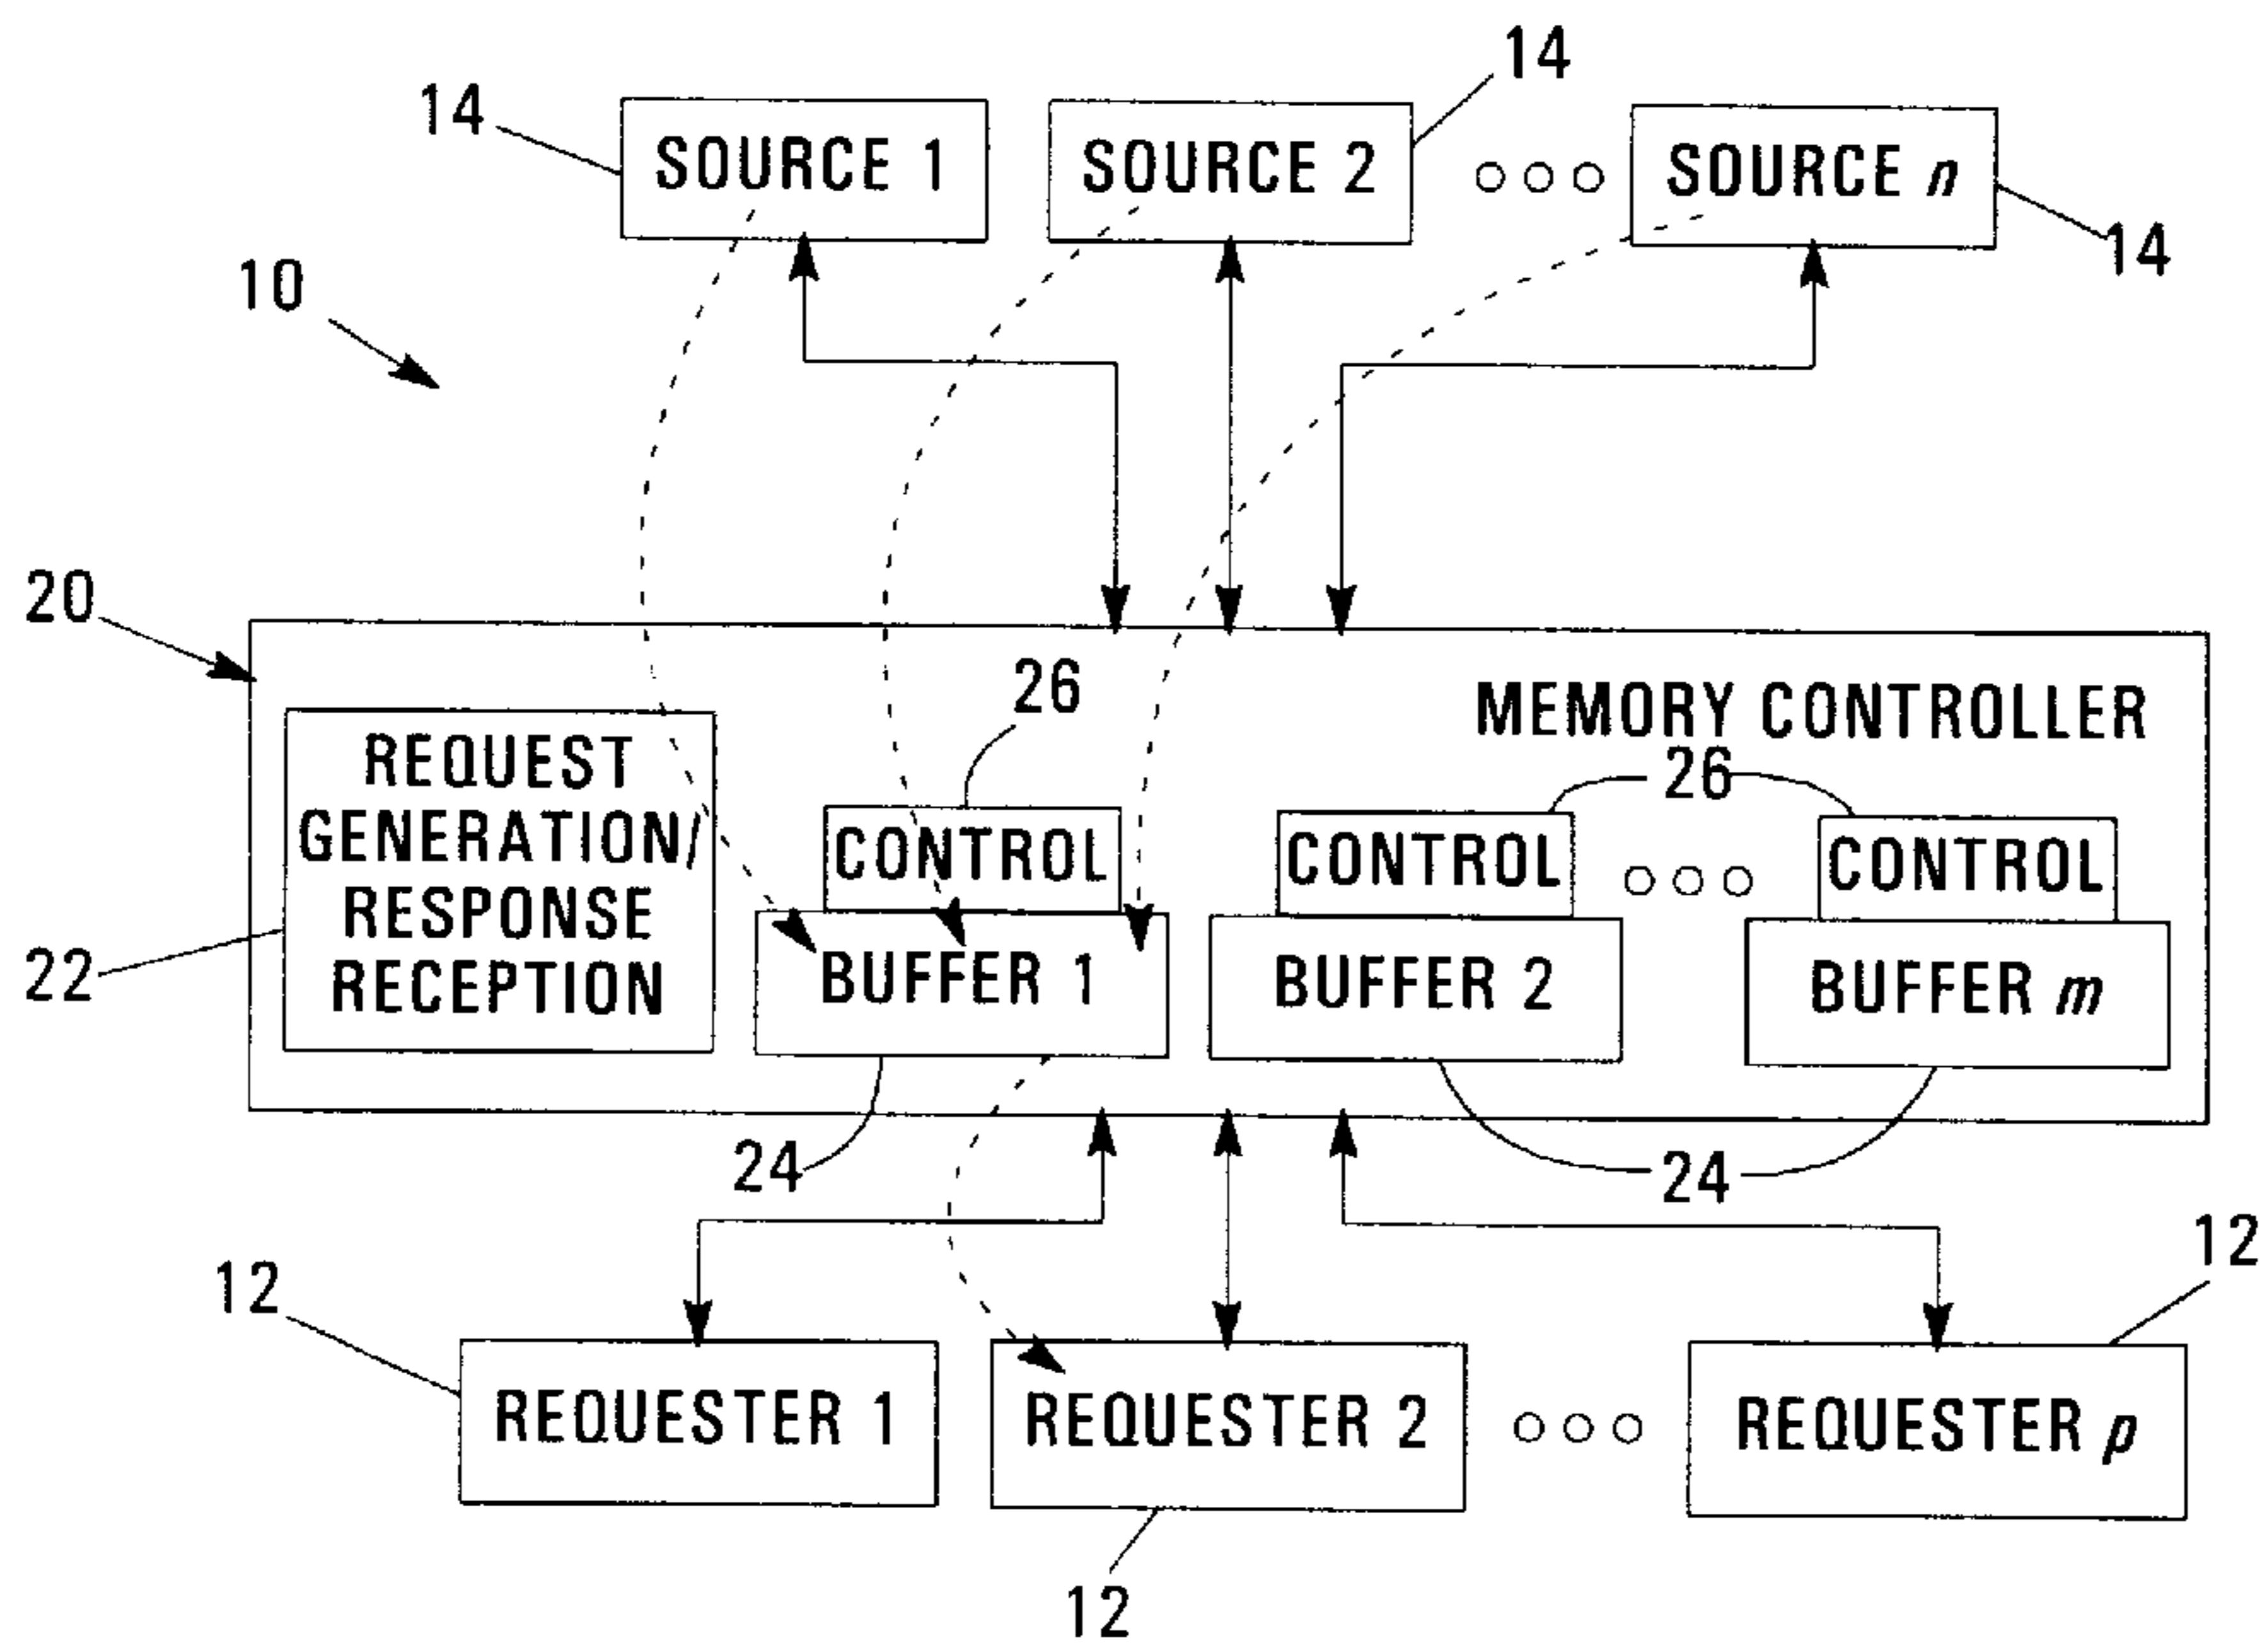 14
14
SOURCE 1
SOURCE 2
SOURCE n
14
10
20
26
MEMORY CONTROLLER
26
REQUEST
GENERATION/
RESPONSE
RECEPTION
CONTROL
CONTROL
CONTROL
22
BUFFER 1
BUFFER 2
BUFFER m
24
24
12
12
REQUESTER 1
REQUESTER 2
REQUESTER p
12